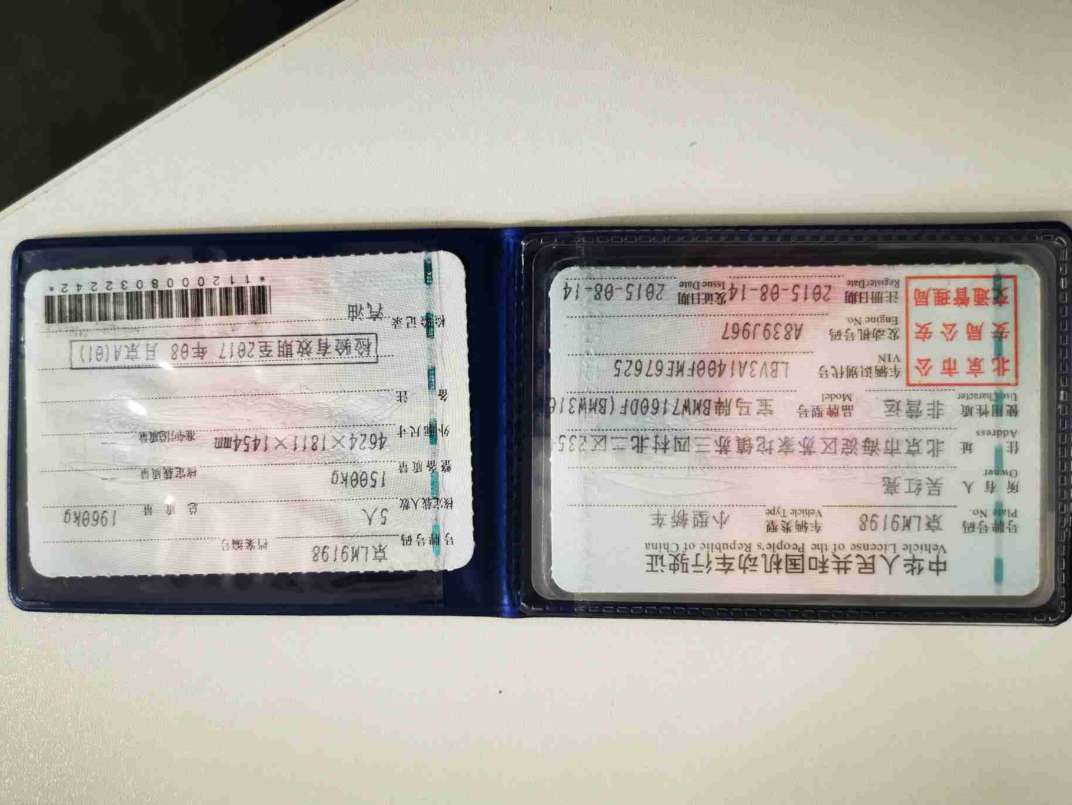 中华人民共和国机动车行驶证
Vehicle License of the People's Republic of China
号牌号码 京LM9198 车辆类型 小型轿车
Plate No. Vehicle Type
所有人 吴红亮
Owner
住址 北京市海淀区苏家坨镇苏三四村北二区235
Address
使用性质 非营运 品牌型号 宝马牌BMW7160DF(BMW316
Use Character Model
北京市公
安局公安
交通管理局
车辆识别代号 LBV3A1400FME67625
VIN
发动机号码 A839J967
Engine No.
注册日期 2015-08-14 发证日期 2015-08-14
Register Date Issue Date
号牌号码 京LM9198 档案编号
核定载人数 5人 总质量 1960kg
整备质量 1500kg 核定载质量
外廓尺寸 4624×1811×1454mm 准牵引总质量
备注
检验有效期至2017年08月京A(01)
检验记录 汽油
*1120008032242*